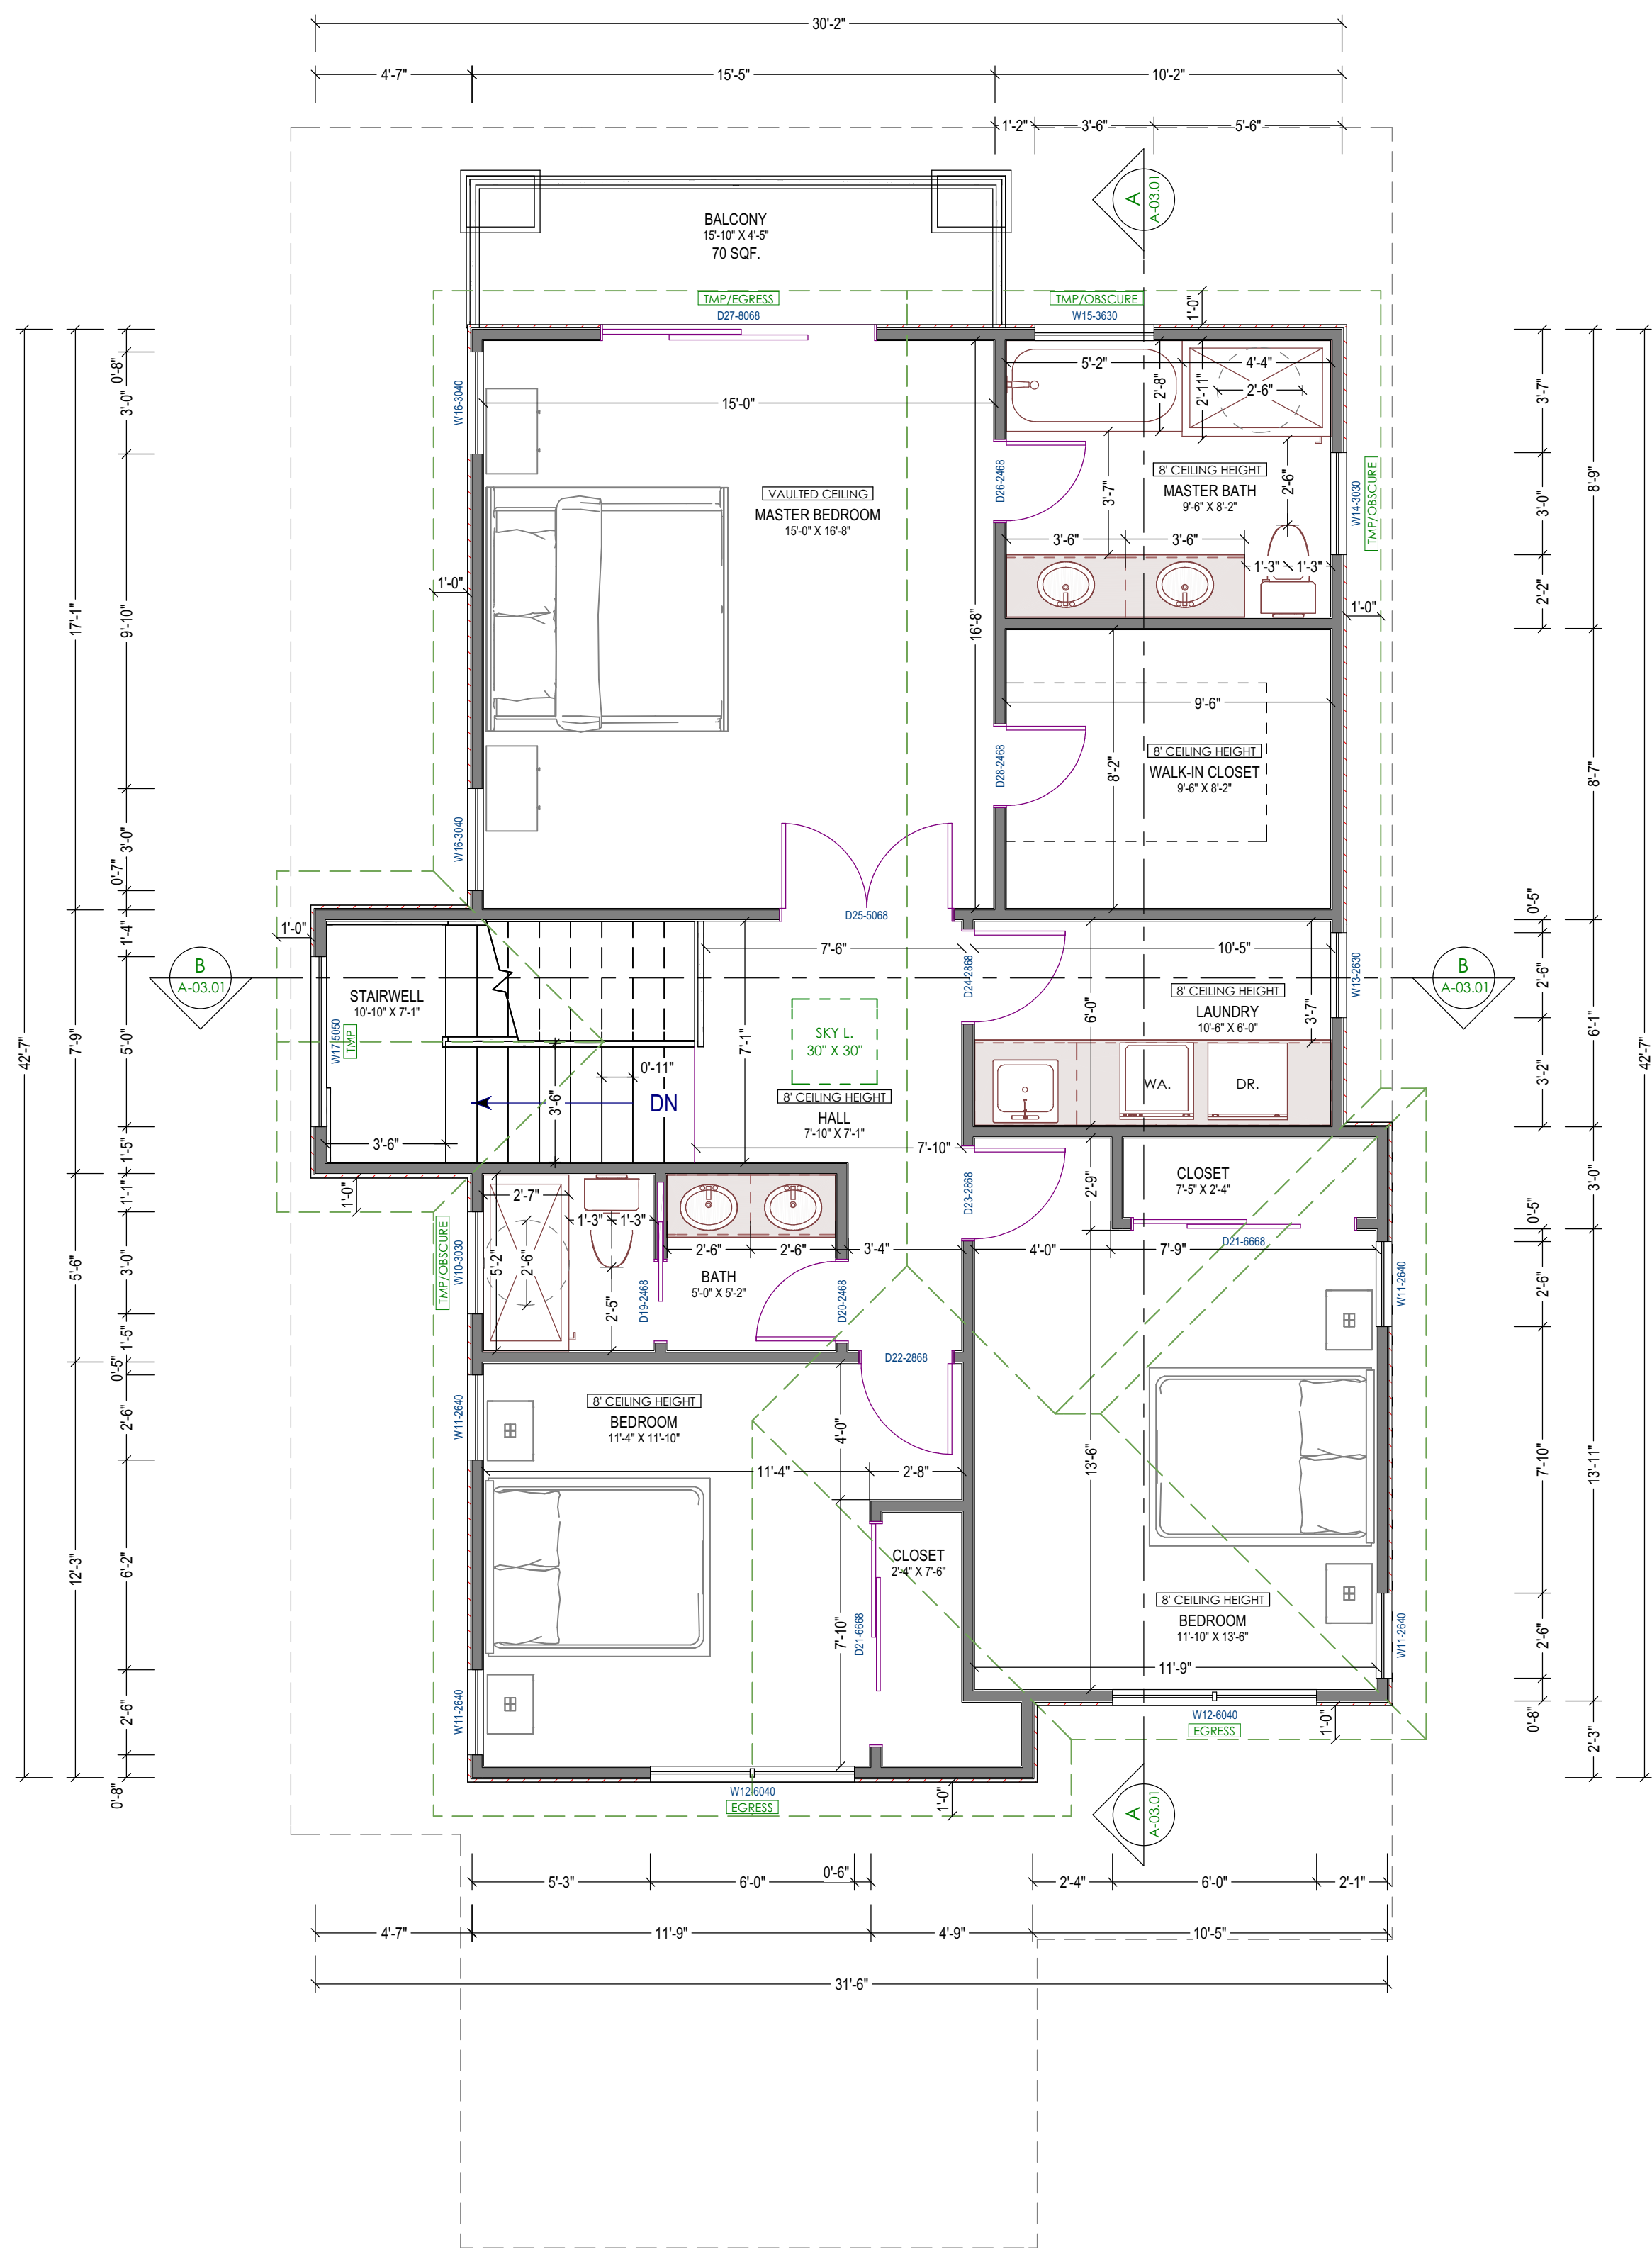 30'-2"
4'-7"
15'-5"
10'-2"
1'-2"
3'-6"
5'-6"
A
A-03.01
BALCONY
15'-10" X 4'-5"
70 SQF.
TMP/EGRESS
D27-8068
TMP/OBSCURE
W15-3630
1'-0"
0'-8"
3'-0"
W16-3040
15'-0"
5'-2"
4'-4"
2'-8"
2'-11"
2'-6"
3'-7"
D26-2468
8' CEILING HEIGHT
MASTER BATH
9'-6" X 8'-2"
3'-7"
2'-6"
W14-3030
TMP/OBSCURE
3'-0"
8'-9"
VAULTED CEILING
MASTER BEDROOM
15'-0" X 16'-8"
3'-6"
3'-6"
1'-3"
1'-3"
2'-2"
1'-0"
1'-0"
17'-1"
9'-10"
16'-8"
9'-6"
8' CEILING HEIGHT
WALK-IN CLOSET
9'-6" X 8'-2"
D28-2468
8'-2"
8'-7"
3'-0"
0'-7"
W16-3040
D25-5068
0'-5"
1'-0"
1'-4"
7'-6"
10'-5"
B
A-03.01
STAIRWELL
10'-10" X 7'-1"
W17-5050
TMP
D24-2868
8' CEILING HEIGHT
LAUNDRY
10'-6" X 6'-0"
3'-7"
W13-2630
2'-6"
B
A-03.01
42'-7"
7'-9"
5'-0"
7'-1"
SKY L.
30" X 30"
6'-0"
6'-1"
42'-7"
0'-11"
3'-6"
DN
WA.
DR.
3'-2"
8' CEILING HEIGHT
HALL
7'-10" X 7'-1"
3'-6"
7'-10"
1'-5"
1'-1"
1'-0"
2'-7"
1'-3"
1'-3"
D23-2868
2'-9"
CLOSET
7'-5" X 2'-4"
3'-0"
0'-5"
TMP/OBSCURE
W10-3030
5'-2"
2'-6"
2'-6"
2'-6"
3'-4"
4'-0"
7'-9"
D21-6668
5'-6"
3'-0"
2'-5"
D19-2468
BATH
5'-0" X 5'-2"
D20-2468
W11-2640
2'-6"
1'-5"
0'-5"
D22-2868
2'-6"
W11-2640
8' CEILING HEIGHT
BEDROOM
11'-4" X 11'-10"
4'-0"
11'-4"
2'-8"
13'-6"
7'-10"
13'-11"
12'-3"
6'-2"
CLOSET
2'-4" X 7'-6"
7'-10"
D21-6668
8' CEILING HEIGHT
BEDROOM
11'-10" X 13'-6"
W11-2640
2'-6"
11'-9"
2'-6"
W11-2640
W12-6040
EGRESS
1'-0"
0'-8"
2'-3"
0'-8"
W12-6040
EGRESS
1'-0"
A
A-03.01
5'-3"
6'-0"
0'-6"
2'-4"
6'-0"
2'-1"
4'-7"
11'-9"
4'-9"
10'-5"
31'-6"